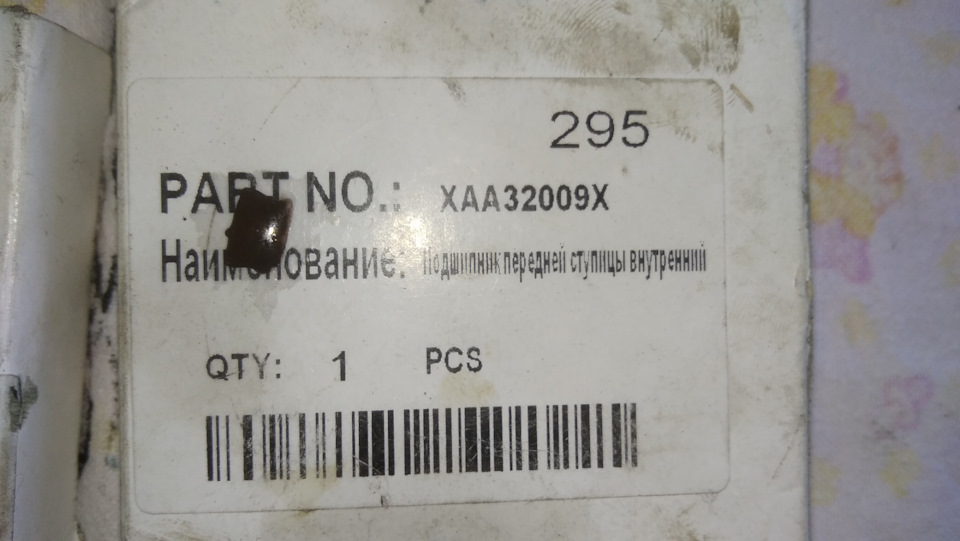 295
PART NO.: XAA32009X
Наименование: Подшипник передней ступицы внутренний
QTY: 1 PCS